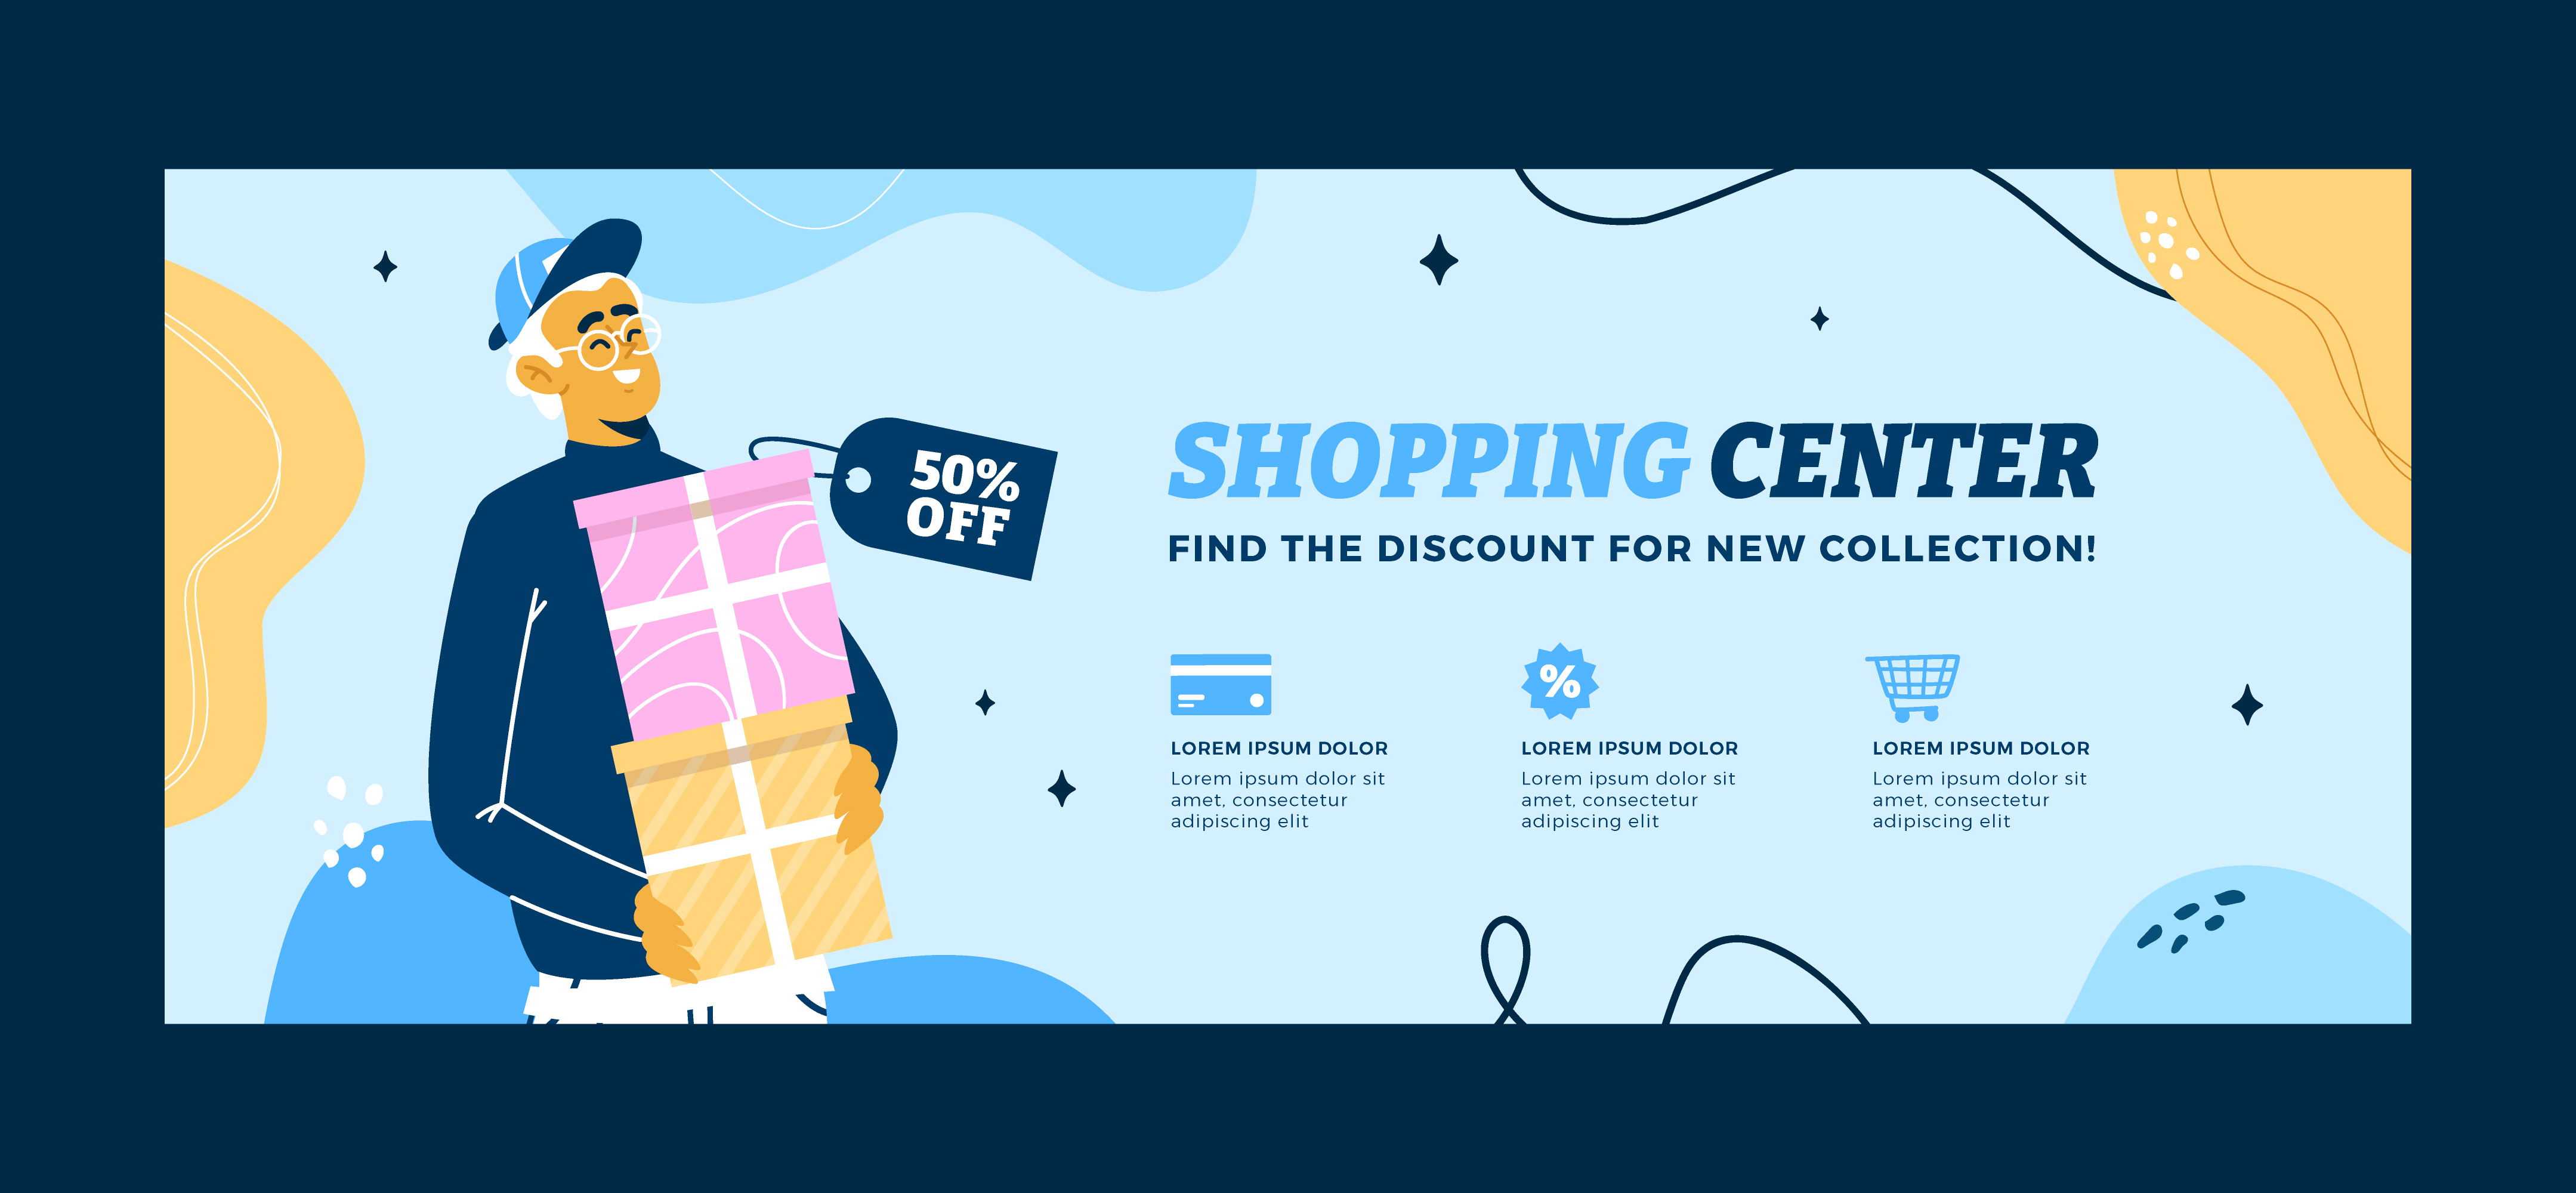 50%
OFF
SHOPPING CENTER
FIND THE DISCOUNT FOR NEW COLLECTION!
%
LOREM IPSUM DOLOR
Lorem ipsum dolor sit
amet, consectetur
adipiscing elit
LOREM IPSUM DOLOR
Lorem ipsum dolor sit
amet, consectetur
adipiscing elit
LOREM IPSUM DOLOR
Lorem ipsum dolor sit
amet, consectetur
adipiscing elit